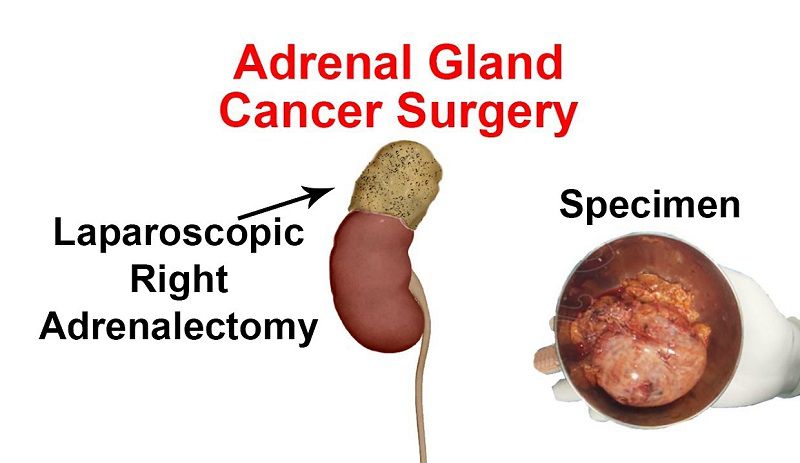 Adrenal Gland
Cancer Surgery
Laparoscopic
Right
Adrenalectomy
Specimen